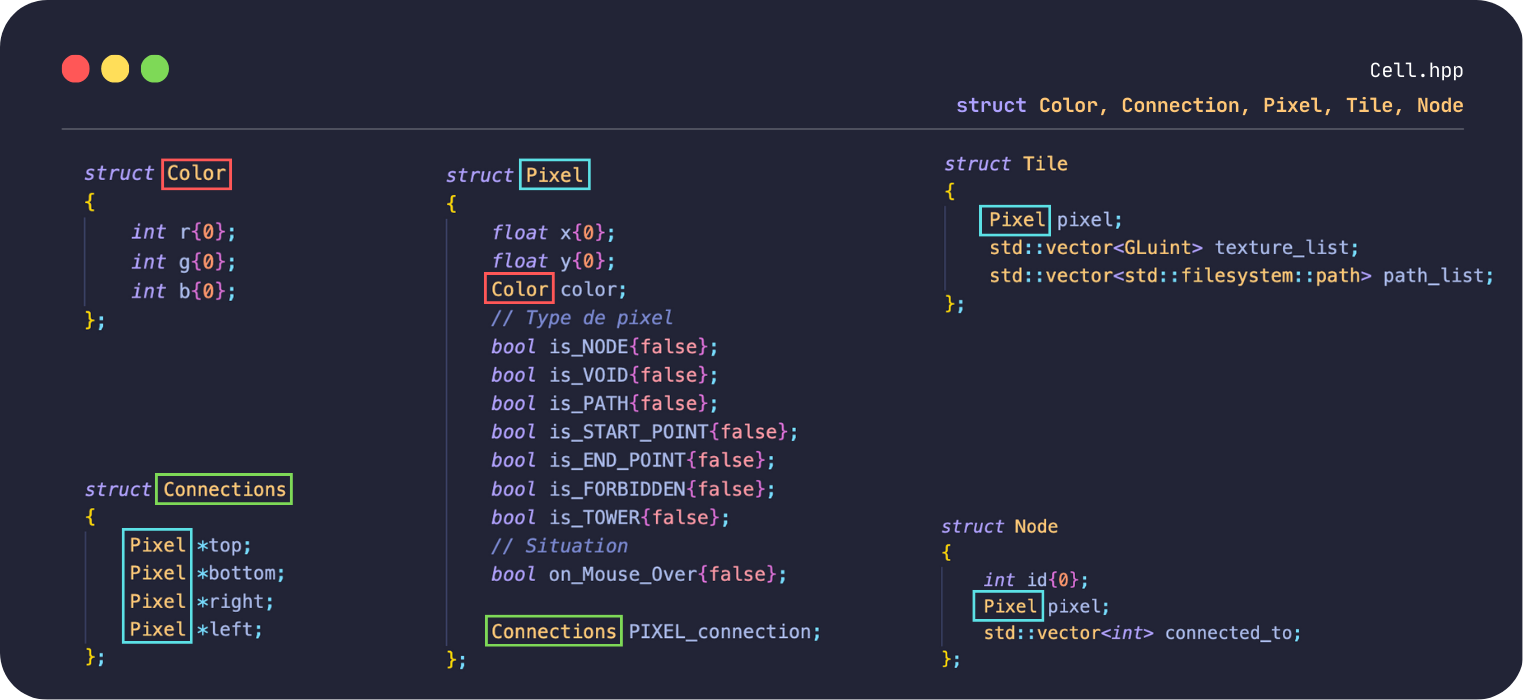 Cell.hpp
struct Color, Connection, Pixel, Tile, Node
struct Color
{
int r{0};
int g{0};
int b{0};
};
struct Connections
{
Pixel *top;
Pixel *bottom;
Pixel *right;
Pixel *left;
};
struct Pixel
{
float x{0};
float y{0};
Color color;
// Type de pixel
bool is_NODE{false};
bool is_VOID{false};
bool is_PATH{false};
bool is_START_POINT{false};
bool is_END_POINT{false};
bool is_FORBIDDEN{false};
bool is_TOWER{false};
// Situation
bool on_Mouse_Over{false};
Connections PIXEL_connection;
};
struct Tile
{
Pixel pixel;
std::vector<GLuint> texture_list;
std::vector<std::filesystem::path> path_list;
};
struct Node
{
int id{0};
Pixel pixel;
std::vector<int> connected_to;
};